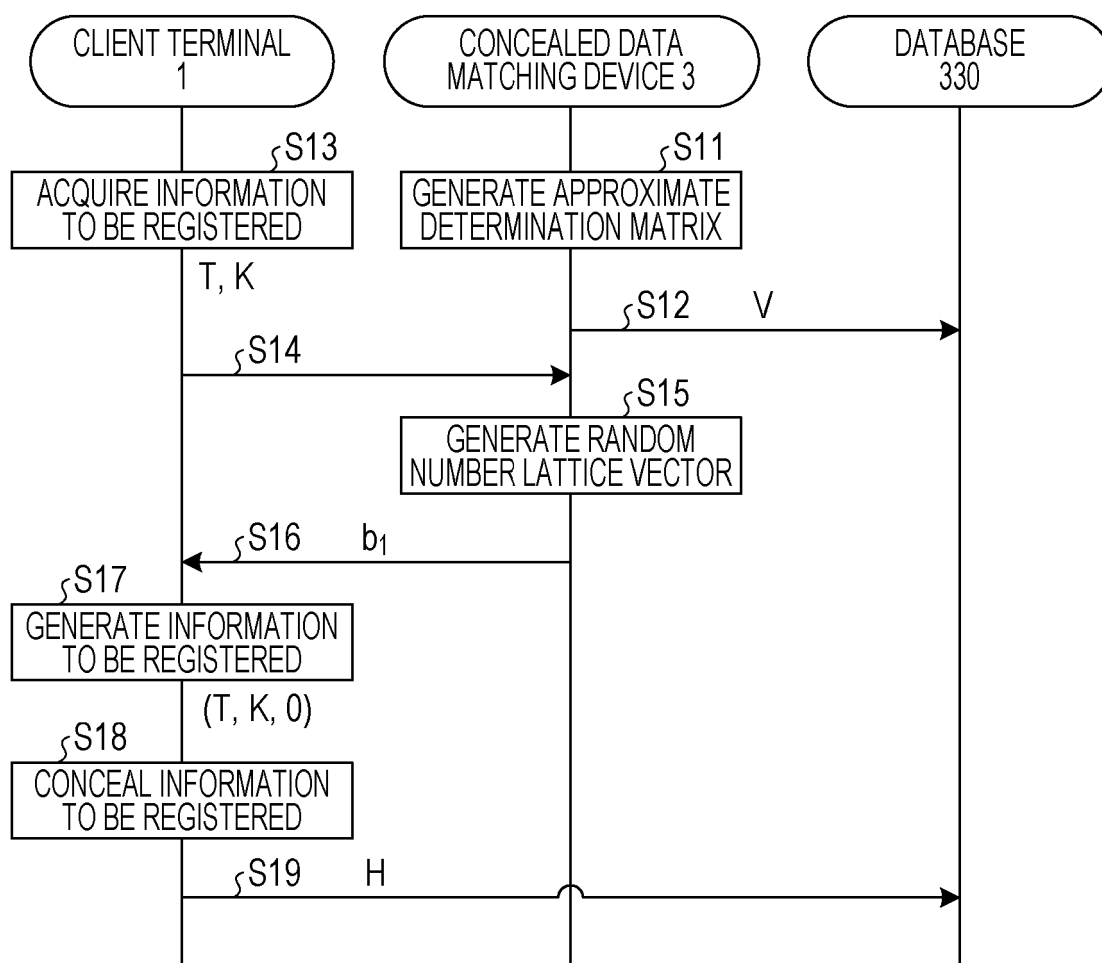 CLIENT TERMINAL
1
CONCEALED DATA
MATCHING DEVICE 3
DATABASE
330
S13
ACQUIRE INFORMATION
TO BE REGISTERED
T, K
S11
GENERATE APPROXIMATE
DETERMINATION MATRIX
S12 V
S14
S15
GENERATE RANDOM
NUMBER LATTICE VECTOR
S16 b₁
S17
GENERATE INFORMATION
TO BE REGISTERED
(T, K, 0)
S18
CONCEAL INFORMATION
TO BE REGISTERED
S19 H